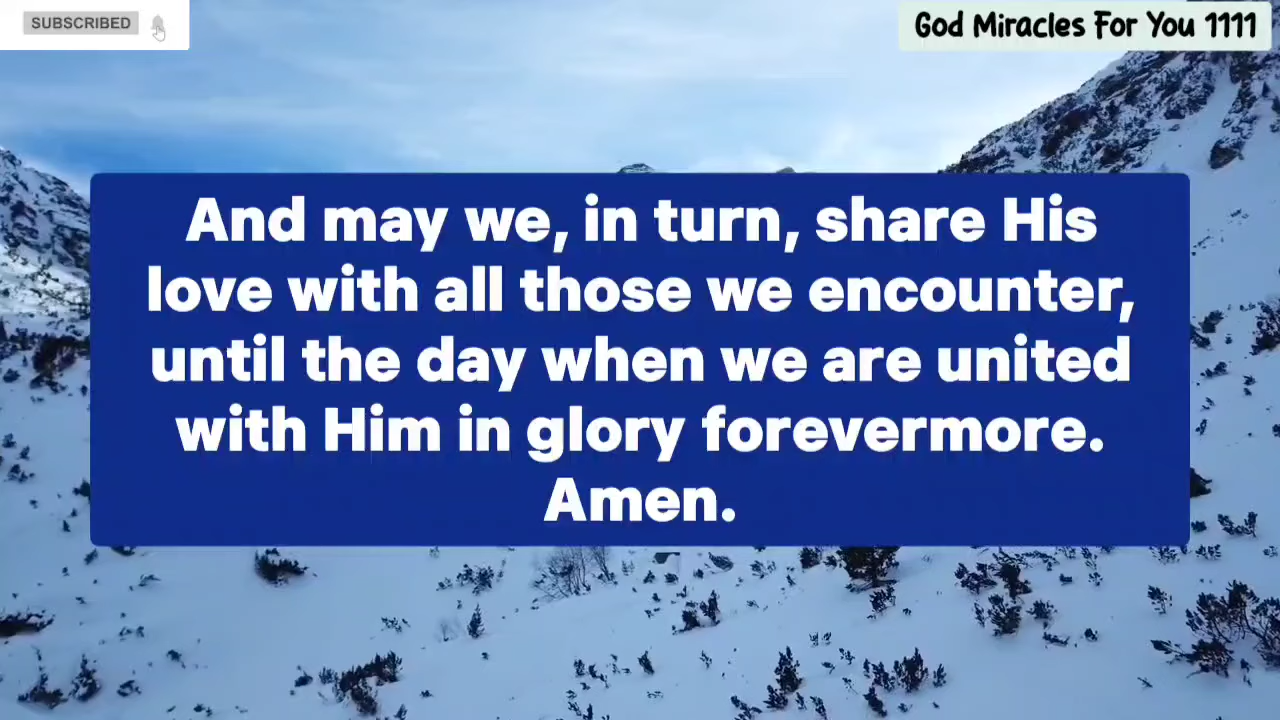 SUBSCRIBED
God Miracles For You 1111
And may we, in turn, share His
love with all those we encounter,
until the day when we are united
with Him in glory forevermore.
Amen.